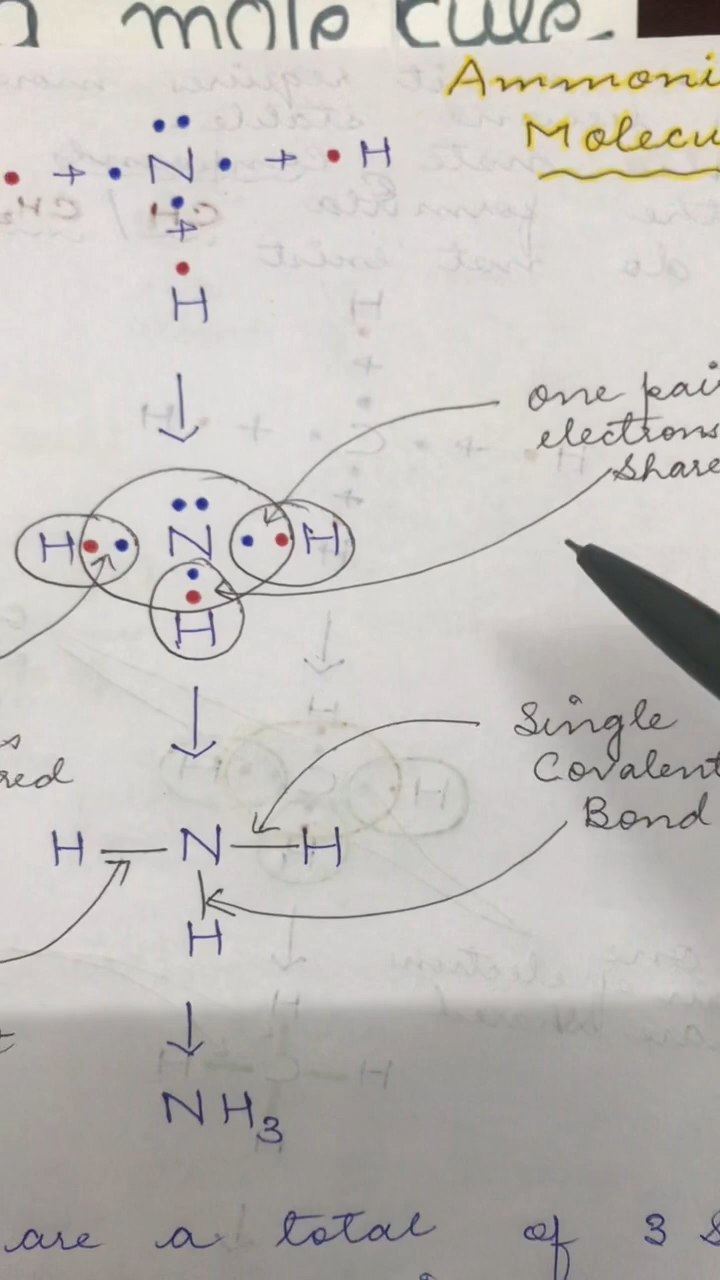 molecule.
Ammoni
Molecu
+ N + H
+
H
one pai
electrons
share
H N H
H
Single
Covalent
Bond
red
H — N — H
H
NH3
are a total of 3 S